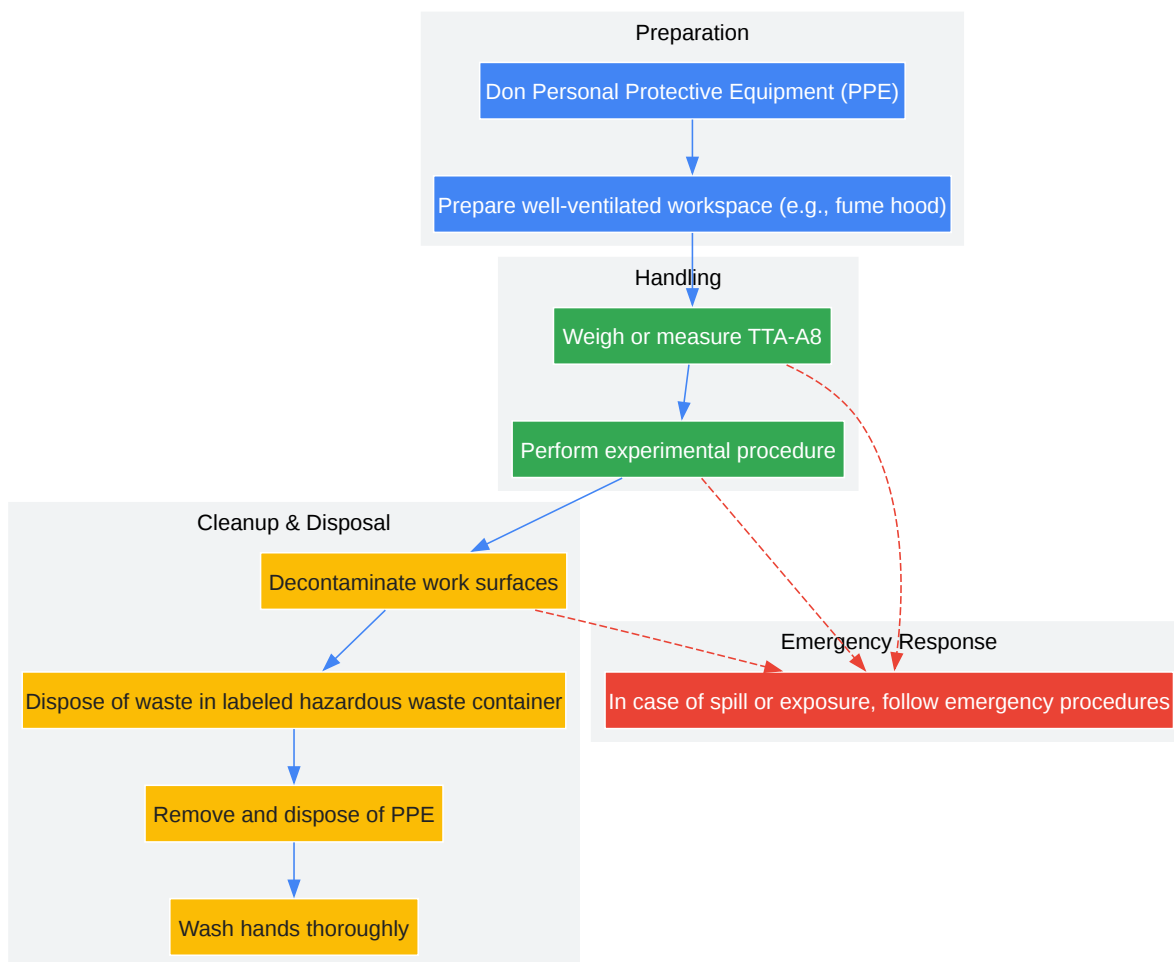 Preparation
Don Personal Protective Equipment (PPE)
Prepare well-ventilated workspace (e.g., fume hood)
Handling
Weigh or measure TTA-A8
Perform experimental procedure
Cleanup & Disposal
Decontaminate work surfaces
Emergency Response
Dispose of waste in labeled hazardous waste container
In case of spill or exposure, follow emergency procedures
Remove and dispose of PPE
Wash hands thoroughly